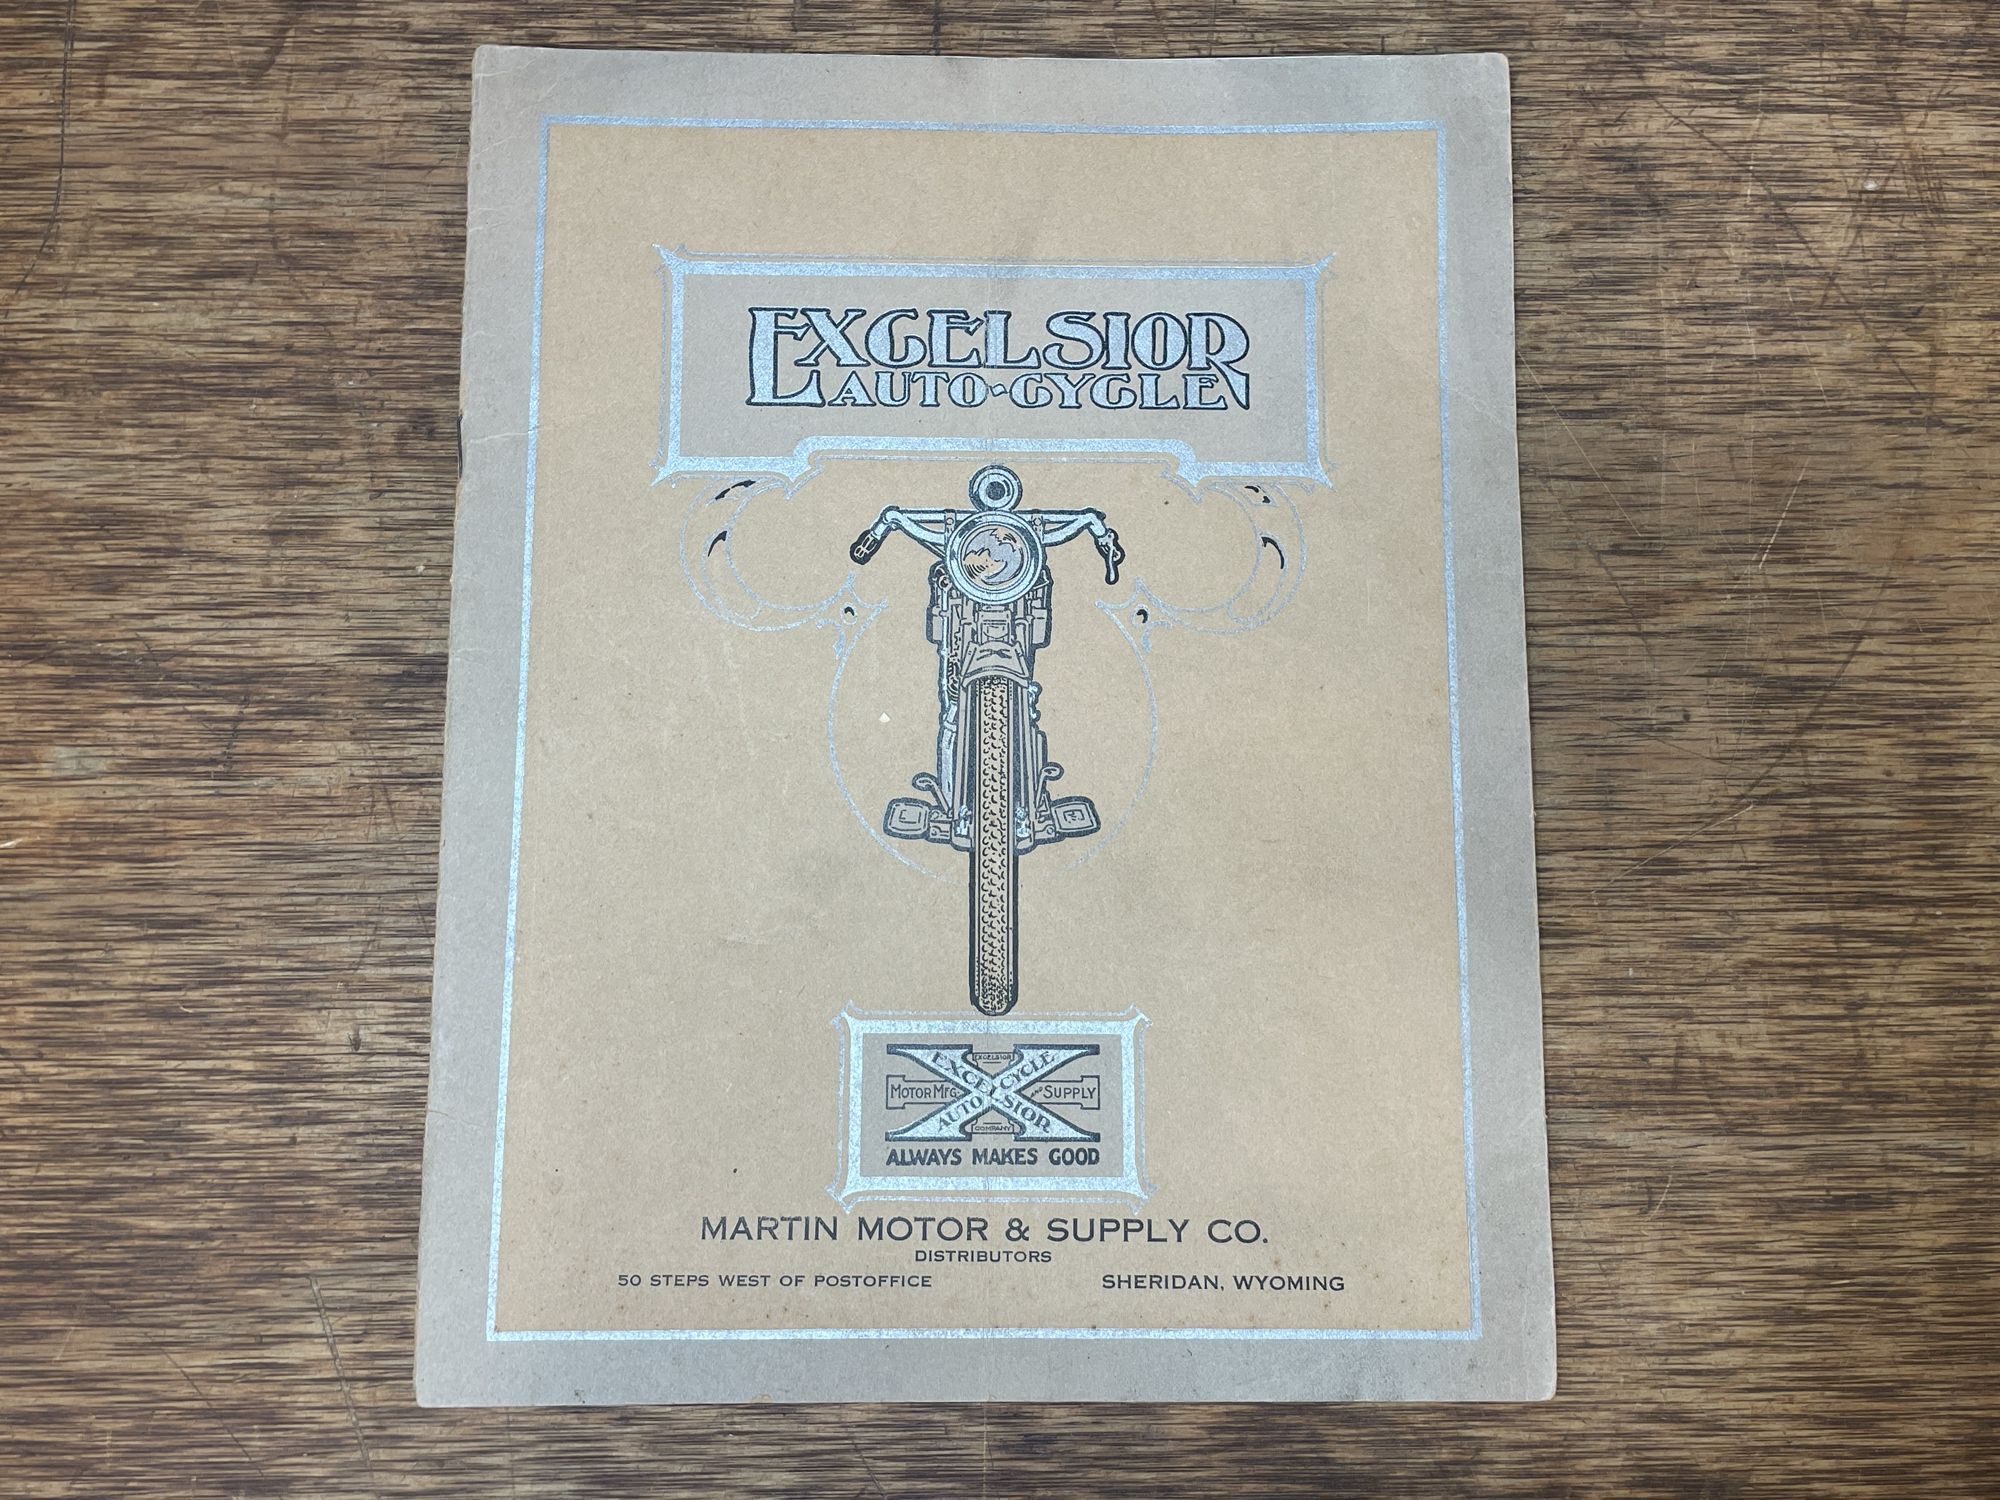 EXCELSIOR
AUTO-CYCLE
EXCELSIOR
EXCELSIOR
AUTO CYCLE
MOTOR MFG.
AND SUPPLY
COMPANY
ALWAYS MAKES GOOD
MARTIN MOTOR & SUPPLY CO.
DISTRIBUTORS
50 STEPS WEST OF POSTOFFICE
SHERIDAN, WYOMING